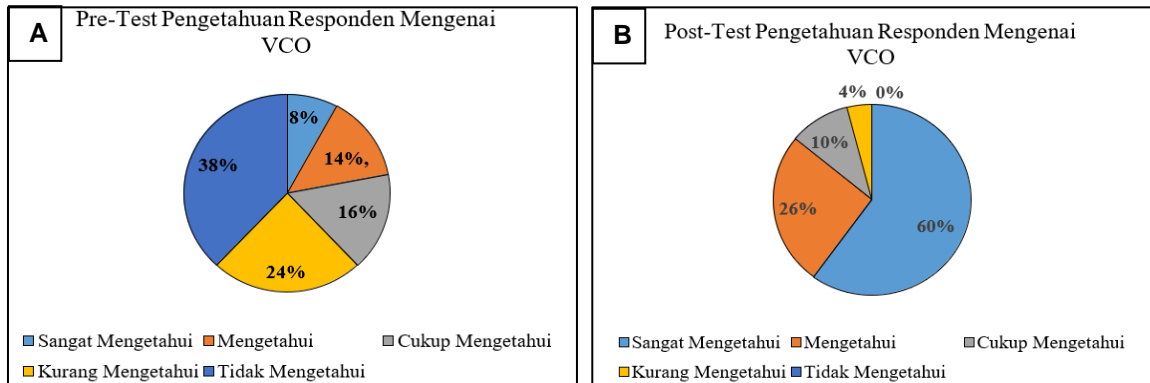 A
Pre-Test Pengetahuan Responden Mengenai
VCO
8%
14%,
16%
24%
38%
Sangat Mengetahui
Mengetahui
Cukup Mengetahui
Kurang Mengetahui
Tidak Mengetahui
B
Post-Test Pengetahuan Responden Mengenai
VCO
4%
0%
10%
26%
60%
Sangat Mengetahui
Mengetahui
Cukup Mengetahui
Kurang Mengetahui
Tidak Mengetahui